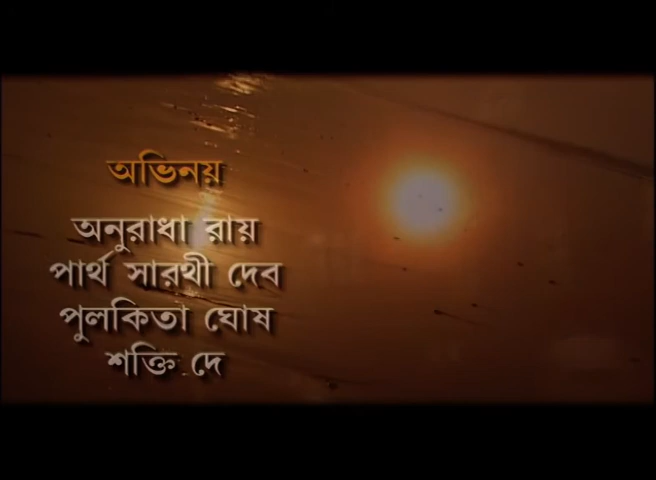 অভিনয়
অনুরাধা রায়
পার্থ সারথী দেব
পুলকিতা ঘোষ
শক্তি দে